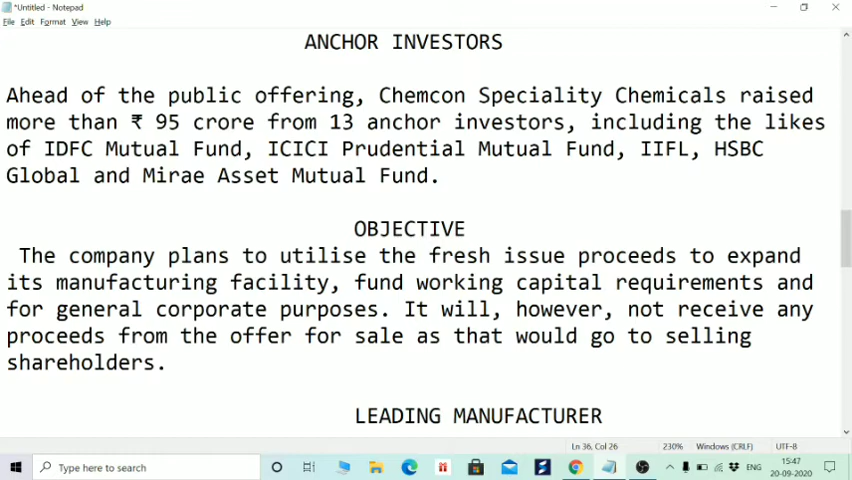 *Untitled - Notepad
File Edit Format View Help
ANCHOR INVESTORS
Ahead of the public offering, Chemcon Speciality Chemicals raised
more than ₹ 95 crore from 13 anchor investors, including the likes
of IDFC Mutual Fund, ICICI Prudential Mutual Fund, IIFL, HSBC
Global and Mirae Asset Mutual Fund.
OBJECTIVE
The company plans to utilise the fresh issue proceeds to expand
its manufacturing facility, fund working capital requirements and
for general corporate purposes. It will, however, not receive any
proceeds from the offer for sale as that would go to selling
shareholders.
LEADING MANUFACTURER
Ln 36, Col 26 230% Windows (CRLF) UTF-8
Type here to search
ENG
15:47
20-09-2020